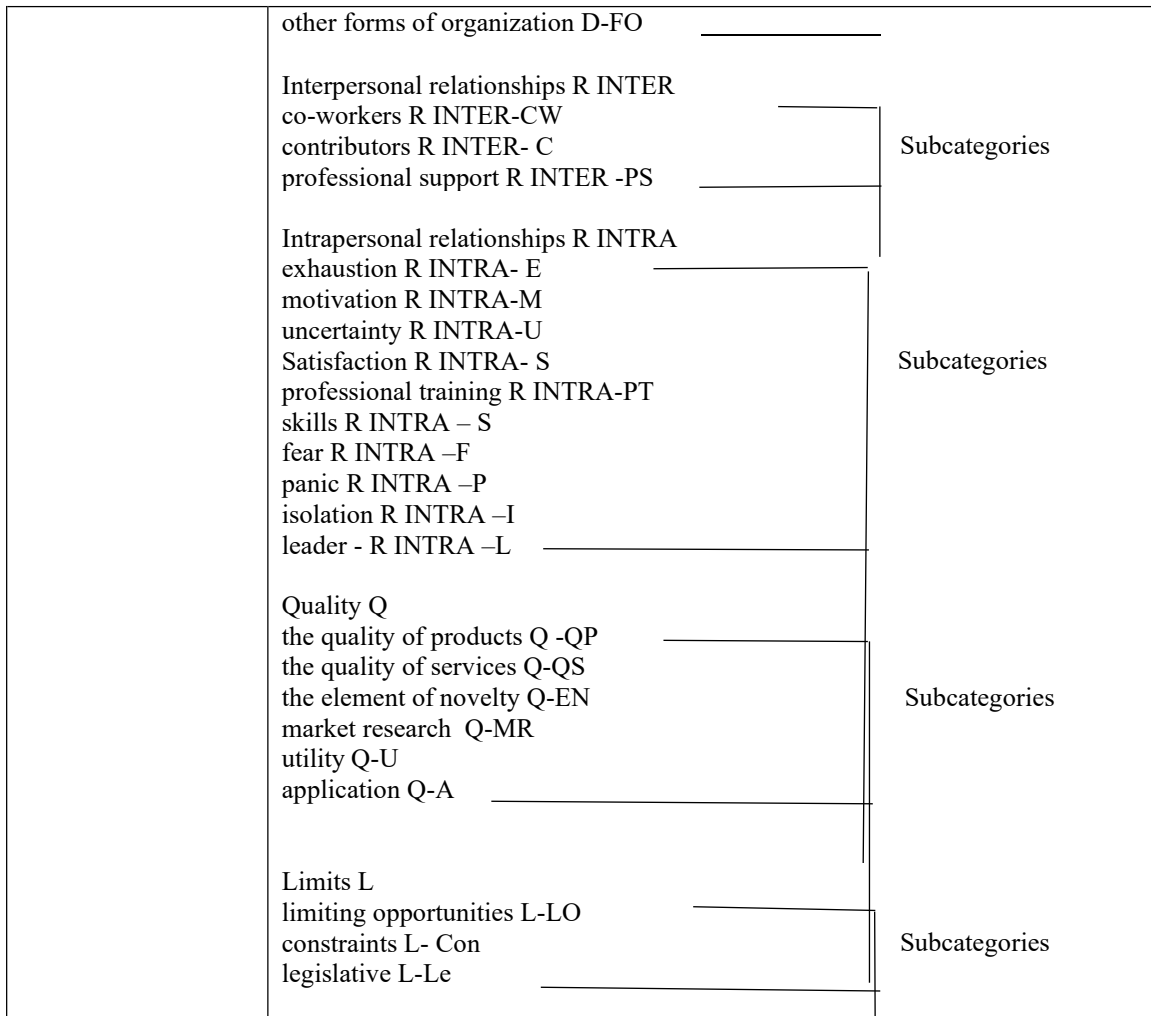 other forms of organization D-FO
Interpersonal relationships R INTER
co-workers R INTER-CW
contributors R INTER- C
Subcategories
professional support R INTER -PS
Intrapersonal relationships R INTRA
exhaustion R INTRA- E
motivation R INTRA-M
uncertainty R INTRA-U
Satisfaction R INTRA- S
Subcategories
professional training R INTRA-PT
skills R INTRA – S
fear R INTRA –F
panic R INTRA –P
isolation R INTRA –I
leader - R INTRA –L
Quality Q
the quality of products Q -QP
the quality of services Q-QS
the element of novelty Q-EN
Subcategories
market research  Q-MR
utility Q-U
application Q-A
Limits L
limiting opportunities L-LO
constraints L- Con
Subcategories
legislative L-Le